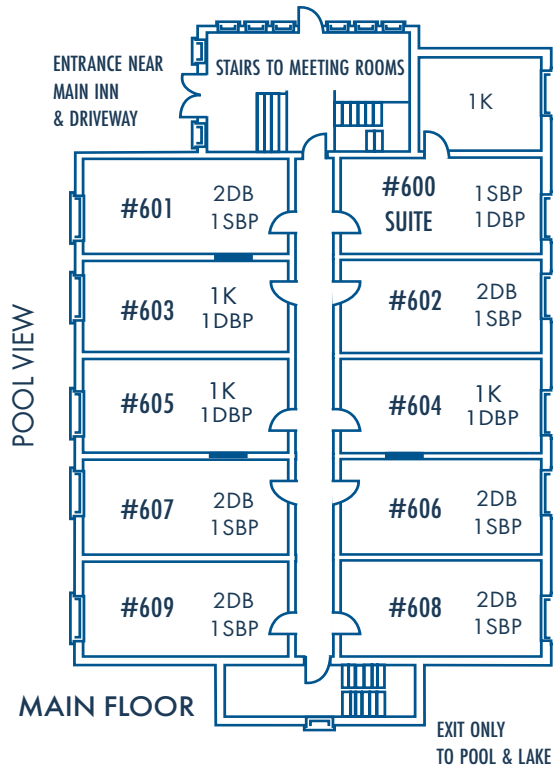 ENTRANCE NEAR
MAIN INN
& DRIVEWAY
STAIRS TO MEETING ROOMS
1K
#601
2DB
1SBP
#600
SUITE
1SBP
1DBP
#603
1K
1DBP
#602
2DB
1SBP
POOL VIEW
#605
1K
1DBP
#604
1K
1DBP
#607
2DB
1SBP
#606
2DB
1SBP
#609
2DB
1SBP
#608
2DB
1SBP
MAIN FLOOR
EXIT ONLY
TO POOL & LAKE